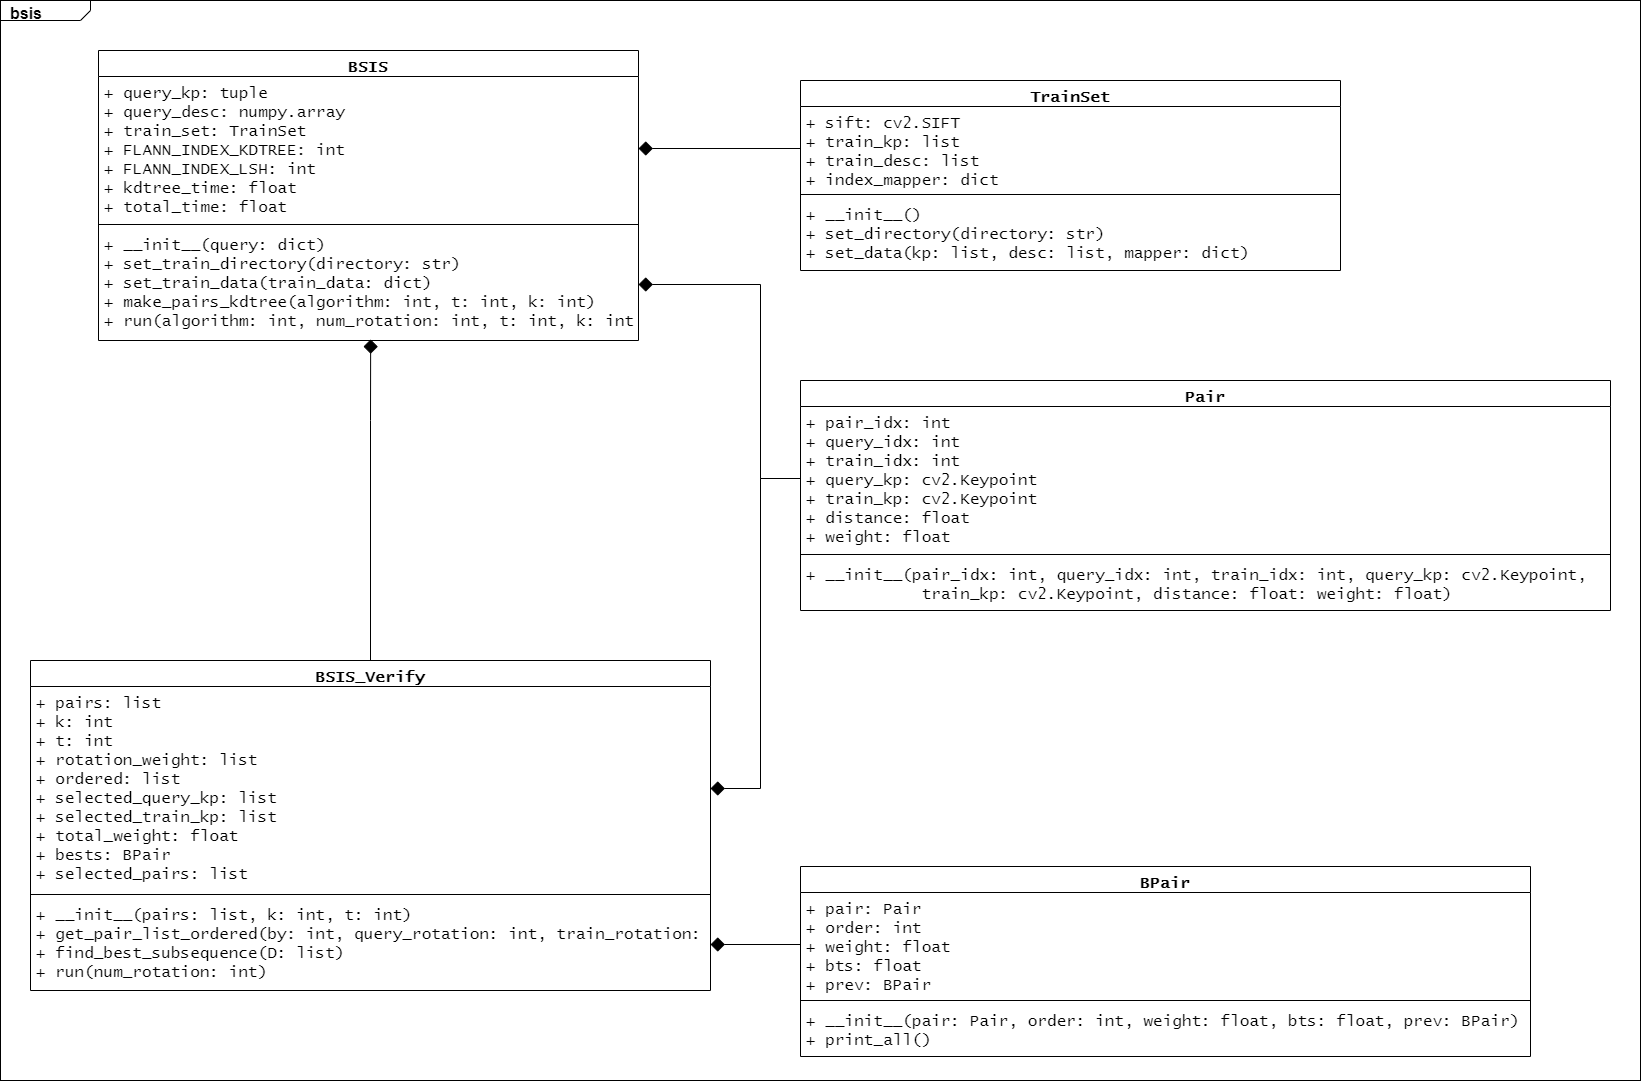 bsis
BSIS
+ query_kp: tuple
+ query_desc: numpy.array
+ train_set: TrainSet
+ FLANN_INDEX_KDTREE: int
+ FLANN_INDEX_LSH: int
+ kdtree_time: float
+ total_time: float
+ __init__(query: dict)
+ set_train_directory(directory: str)
+ set_train_data(train_data: dict)
+ make_pairs_kdtree(algorithm: int, t: int, k: int)
+ run(algorithm: int, num_rotation: int, t: int, k: int
TrainSet
+ sift: cv2.SIFT
+ train_kp: list
+ train_desc: list
+ index_mapper: dict
+ __init__()
+ set_directory(directory: str)
+ set_data(kp: list, desc: list, mapper: dict)
Pair
+ pair_idx: int
+ query_idx: int
+ train_idx: int
+ query_kp: cv2.Keypoint
+ train_kp: cv2.Keypoint
+ distance: float
+ weight: float
+ __init__(pair_idx: int, query_idx: int, train_idx: int, query_kp: cv2.Keypoint,
train_kp: cv2.Keypoint, distance: float: weight: float)
BSIS_Verify
+ pairs: list
+ k: int
+ t: int
+ rotation_weight: list
+ ordered: list
+ selected_query_kp: list
+ selected_train_kp: list
+ total_weight: float
+ bests: BPair
+ selected_pairs: list
+ __init__(pairs: list, k: int, t: int)
+ get_pair_list_ordered(by: int, query_rotation: int, train_rotation:
+ find_best_subsequence(D: list)
+ run(num_rotation: int)
BPair
+ pair: Pair
+ order: int
+ weight: float
+ bts: float
+ prev: BPair
+ __init__(pair: Pair, order: int, weight: float, bts: float, prev: BPair)
+ print_all()